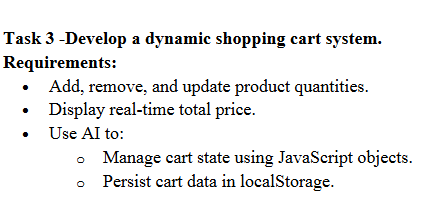 Task 3 -Develop a dynamic shopping cart system.
Requirements:
• Add, remove, and update product quantities.
• Display real-time total price.
• Use AI to:
o Manage cart state using JavaScript objects.
o Persist cart data in localStorage.